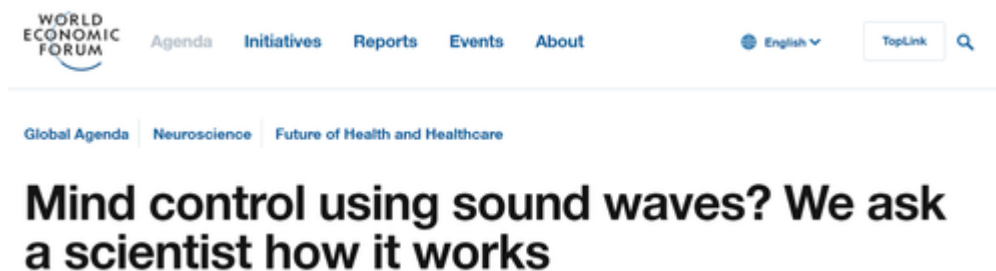 WORLD
ECONOMIC
FORUM
Agenda Initiatives Reports Events About English TopLink
Global Agenda Neuroscience Future of Health and Healthcare
Mind control using sound waves? We ask
a scientist how it works